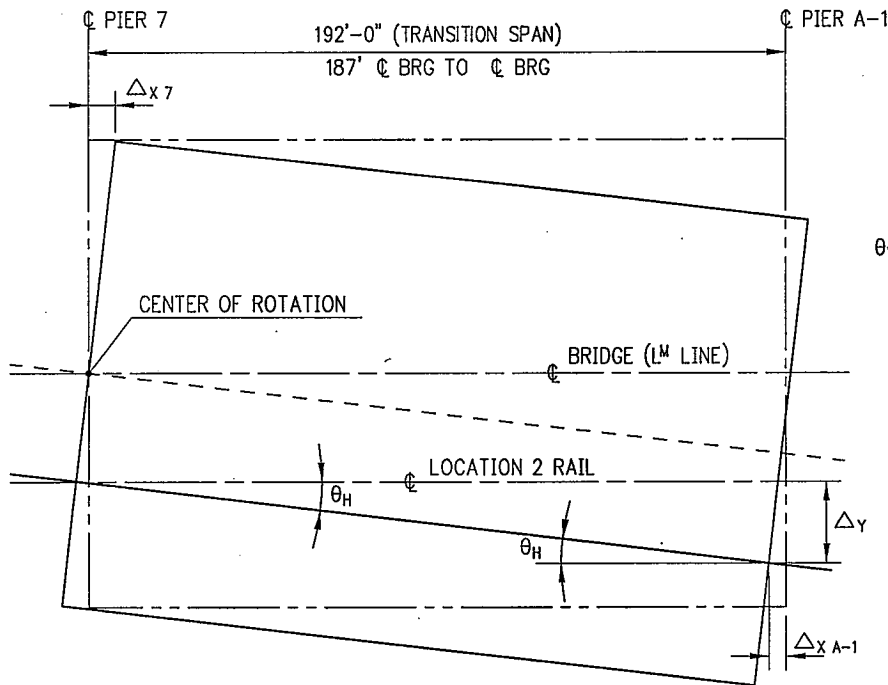 ℄ PIER 7
℄ PIER A-1
192'-0" (TRANSITION SPAN)
187' ℄ BRG TO ℄ BRG
△X 7
θ
CENTER OF ROTATION
℄ BRIDGE (LM LINE)
℄ LOCATION 2 RAIL
θH
θH
△Y
△X A-1